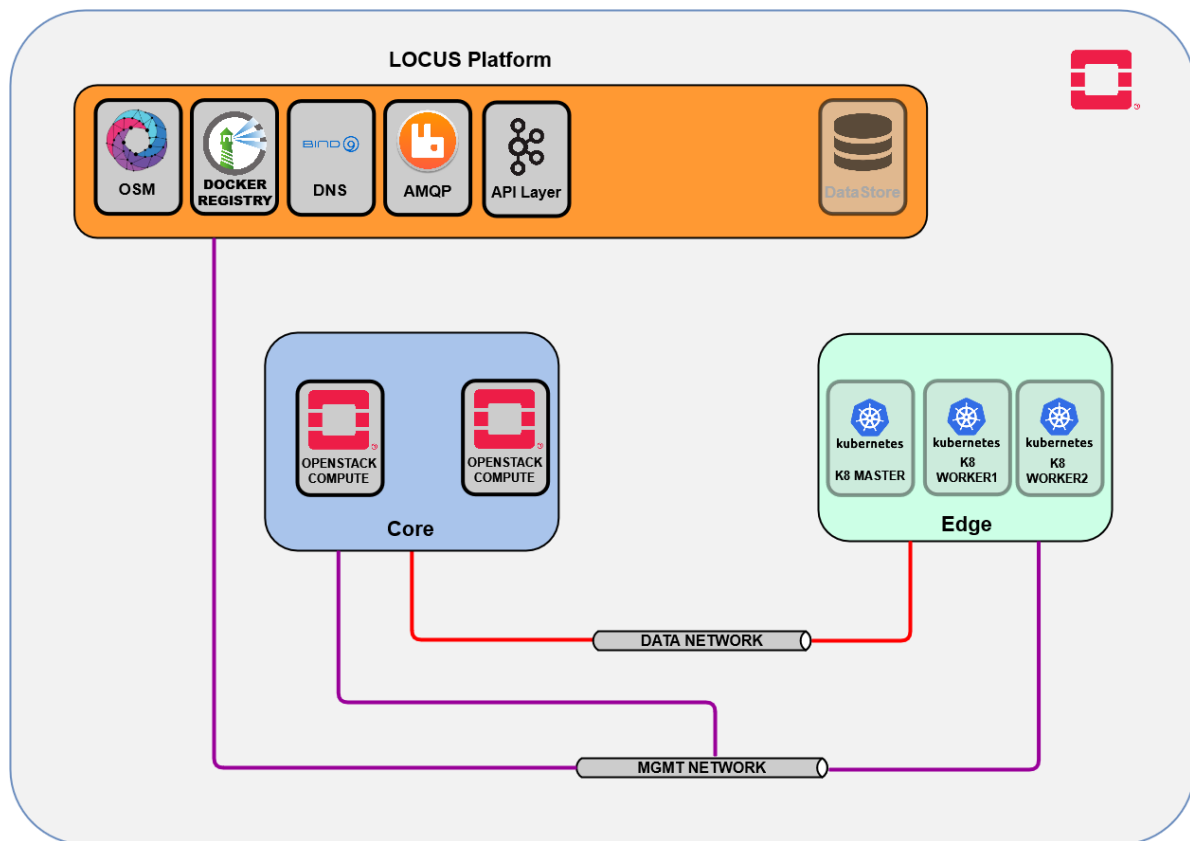 LOCUS Platform
OSM
DOCKER
REGISTRY
BIND 9
DNS
AMQP
API Layer
DataStore
OPENSTACK
COMPUTE
OPENSTACK
COMPUTE
Core
kubernetes
K8 MASTER
kubernetes
K8
WORKER1
kubernetes
K8
WORKER2
Edge
DATA NETWORK
MGMT NETWORK